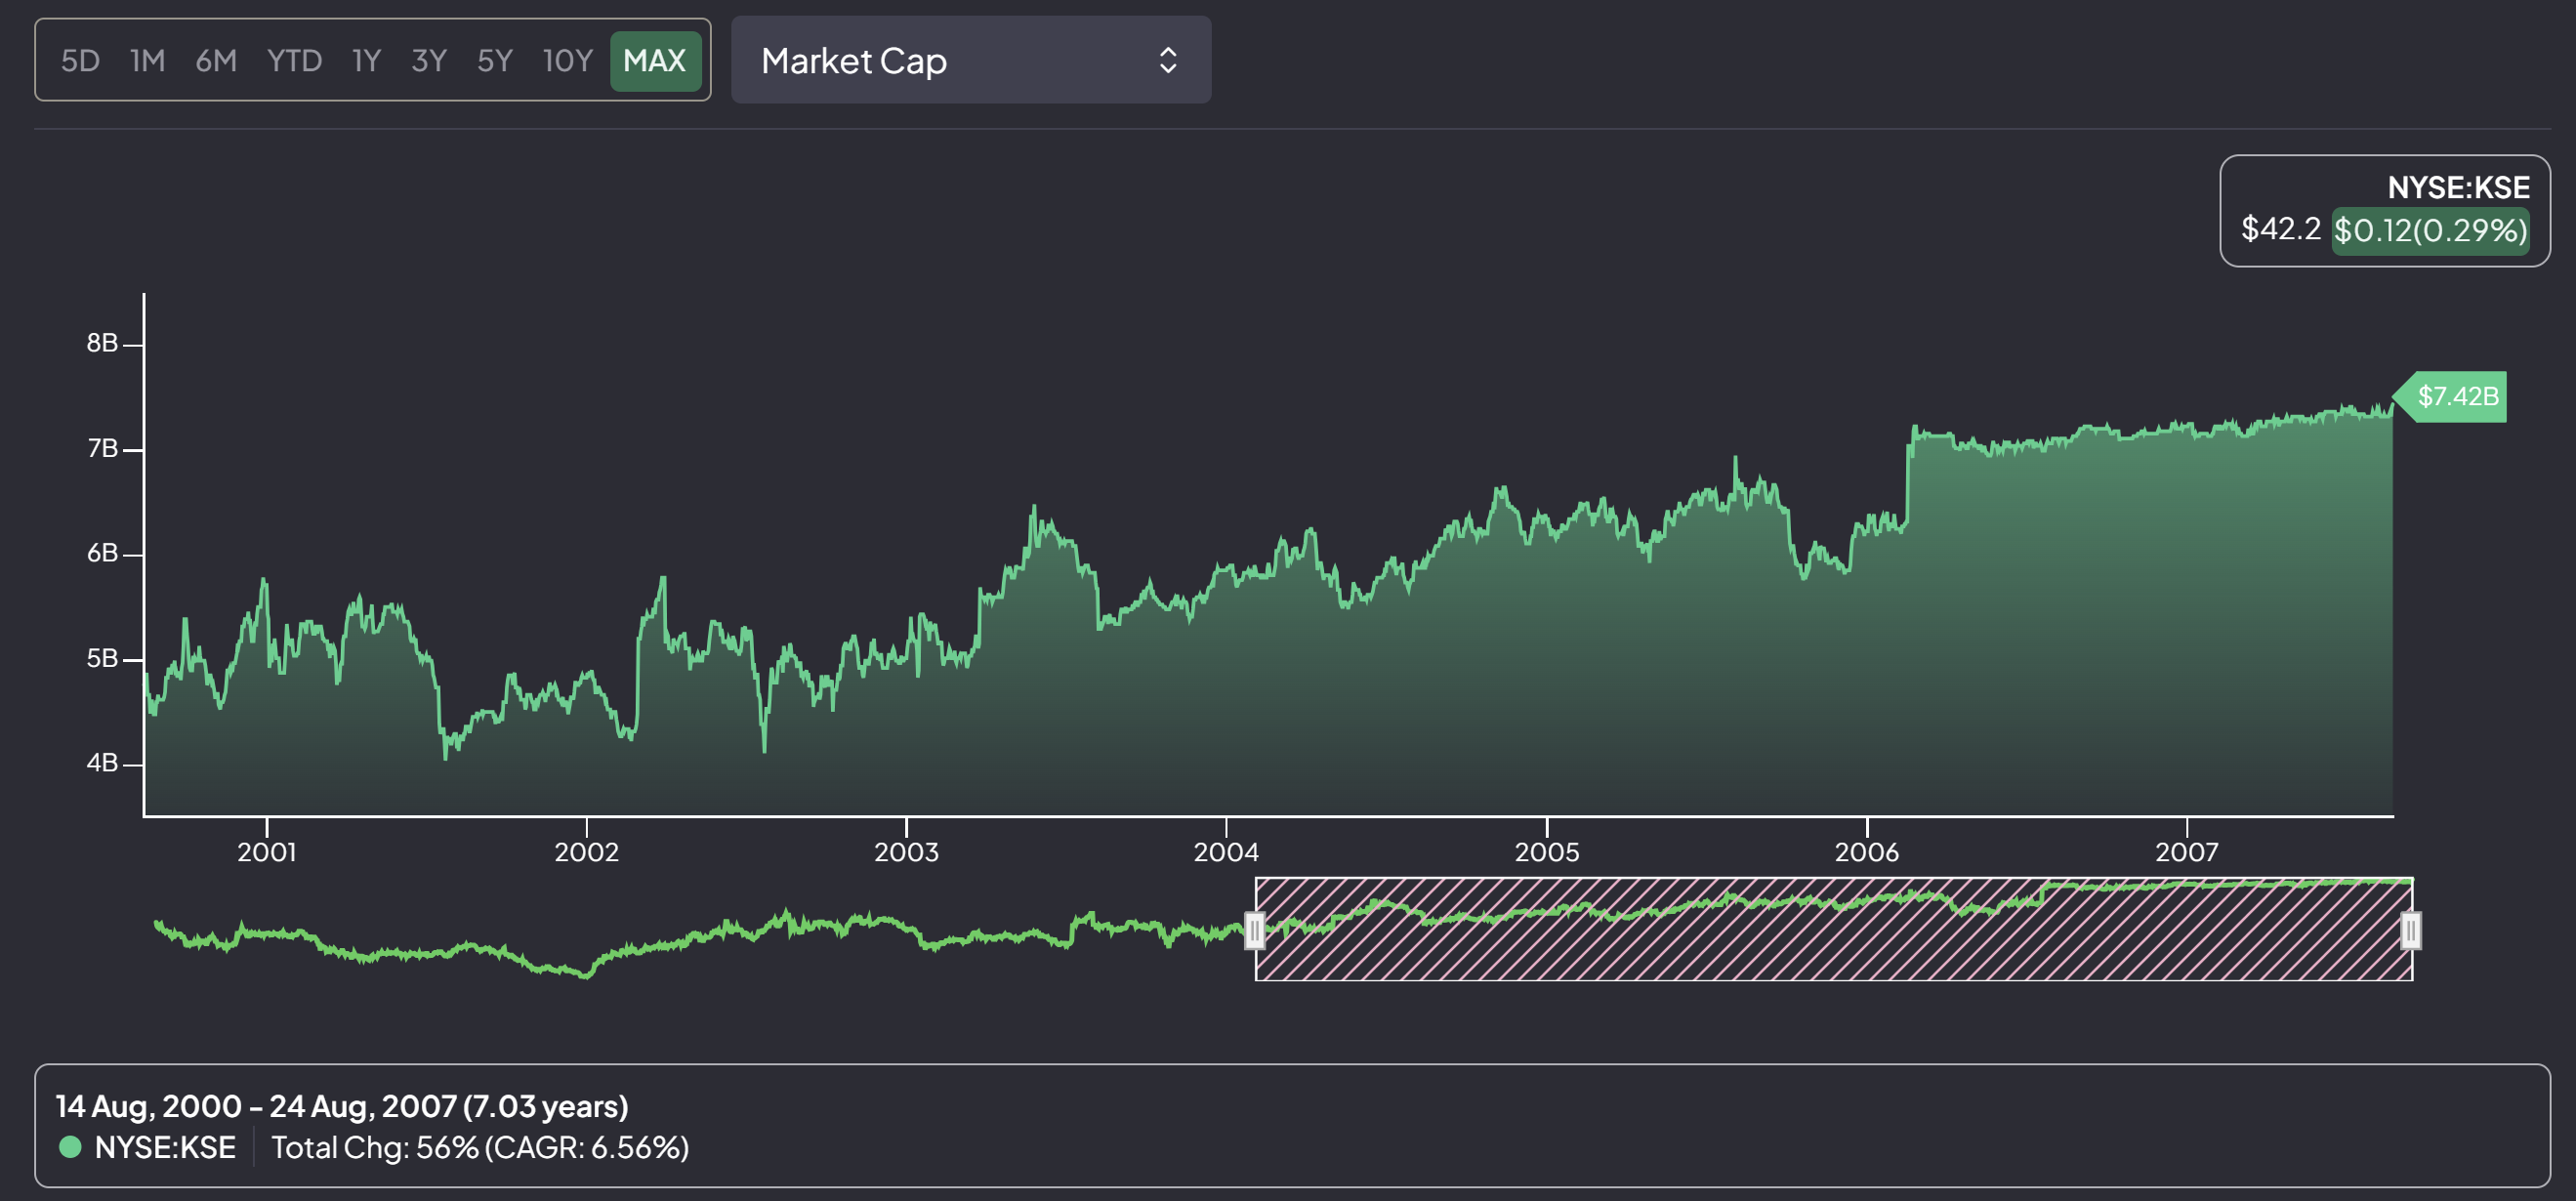 5D 1M 6M YTD 1Y 3Y 5Y 10Y MAX
Market Cap
NYSE:KSE
$42.2 $0.12(0.29%)
8B
$7.42B
7B
6B
5B
4B
2001 2002 2003 2004 2005 2006 2007
14 Aug, 2000 – 24 Aug, 2007 (7.03 years)
NYSE:KSE Total Chg: 56% (CAGR: 6.56%)